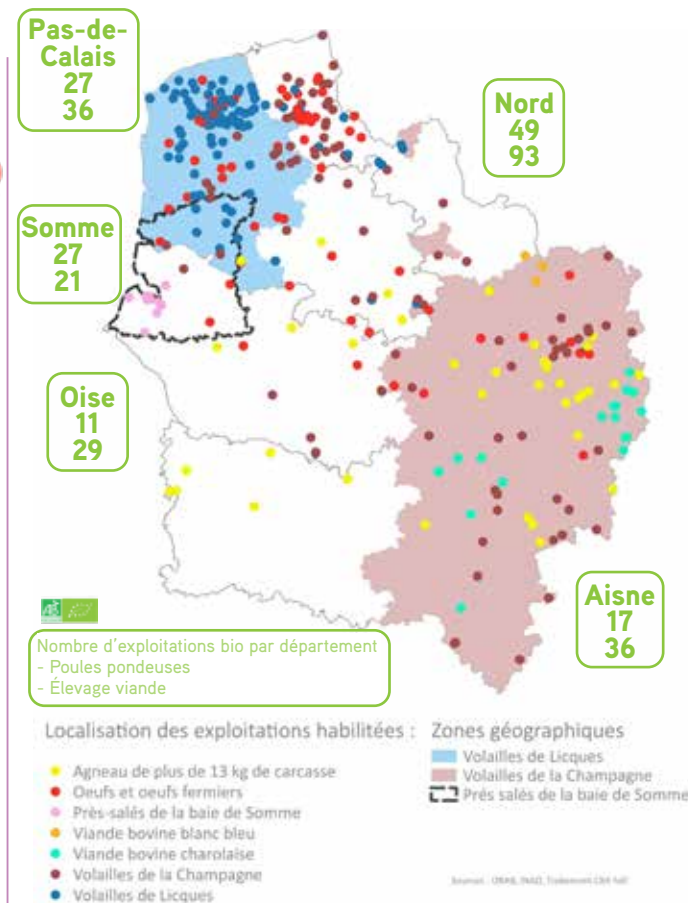 Pas-de-
Calais
27
36
Nord
49
93
Somme
27
21
Oise
11
29
Aisne
17
36
Nombre d'exploitations bio par département
- Poules pondeuses
- Élevage viande
Localisation des exploitations habilitées :
Agneau de plus de 13 kg de carcasse
Oeufs et oeufs fermiers
Près-salés de la baie de Somme
Viande bovine blanc bleu
Viande bovine charolaise
Volailles de la Champagne
Volailles de Licques
Zones géographiques
Volailles de Licques
Volailles de la Champagne
Prés salés de la baie de Somme